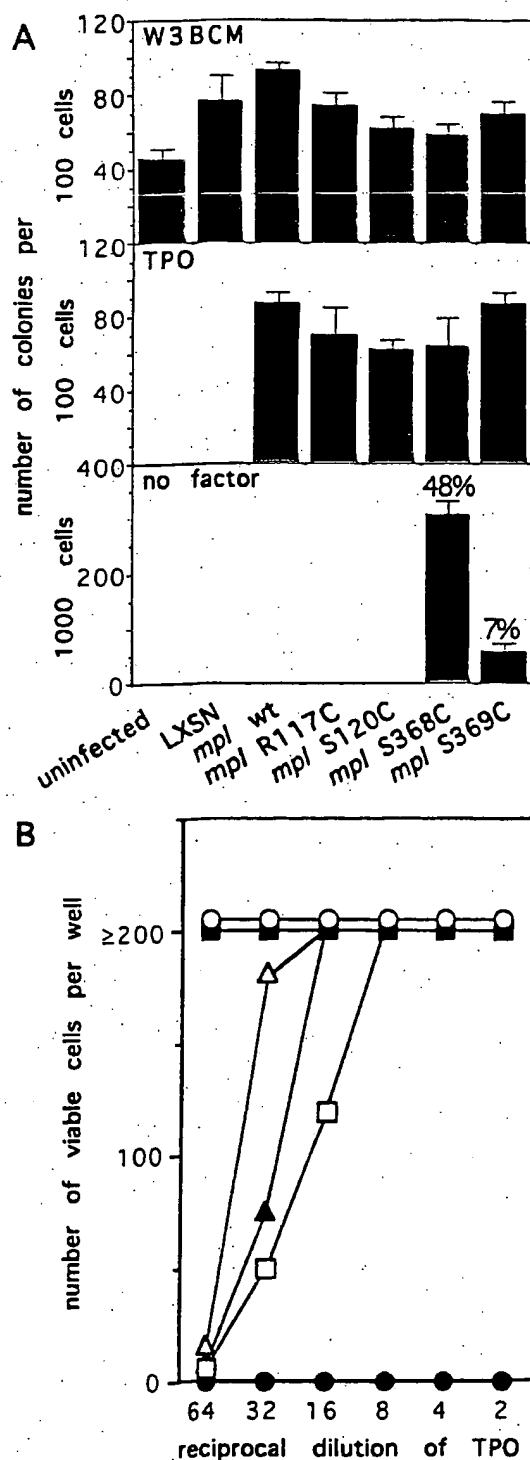 A
W3BCM
120
80
40
100 cells
TPO
120
80
40
100 cells
no factor
400
200
0
1000 cells
number of colonies per
48%
7%
uninfected
LXSN
mpl wt
mpl R117C
mpl S120C
mpl S368C
mpl S369C
B
≥200
100
0
number of viable cells per well
64 32 16 8 4 2
reciprocal dilution of TPO